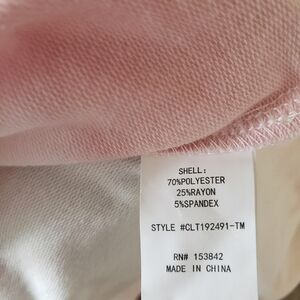 SHELL:
70%POLYESTER
25%RAYON
5%SPANDEX
STYLE #CLT192491-TM
RN# 153842
MADE IN CHINA